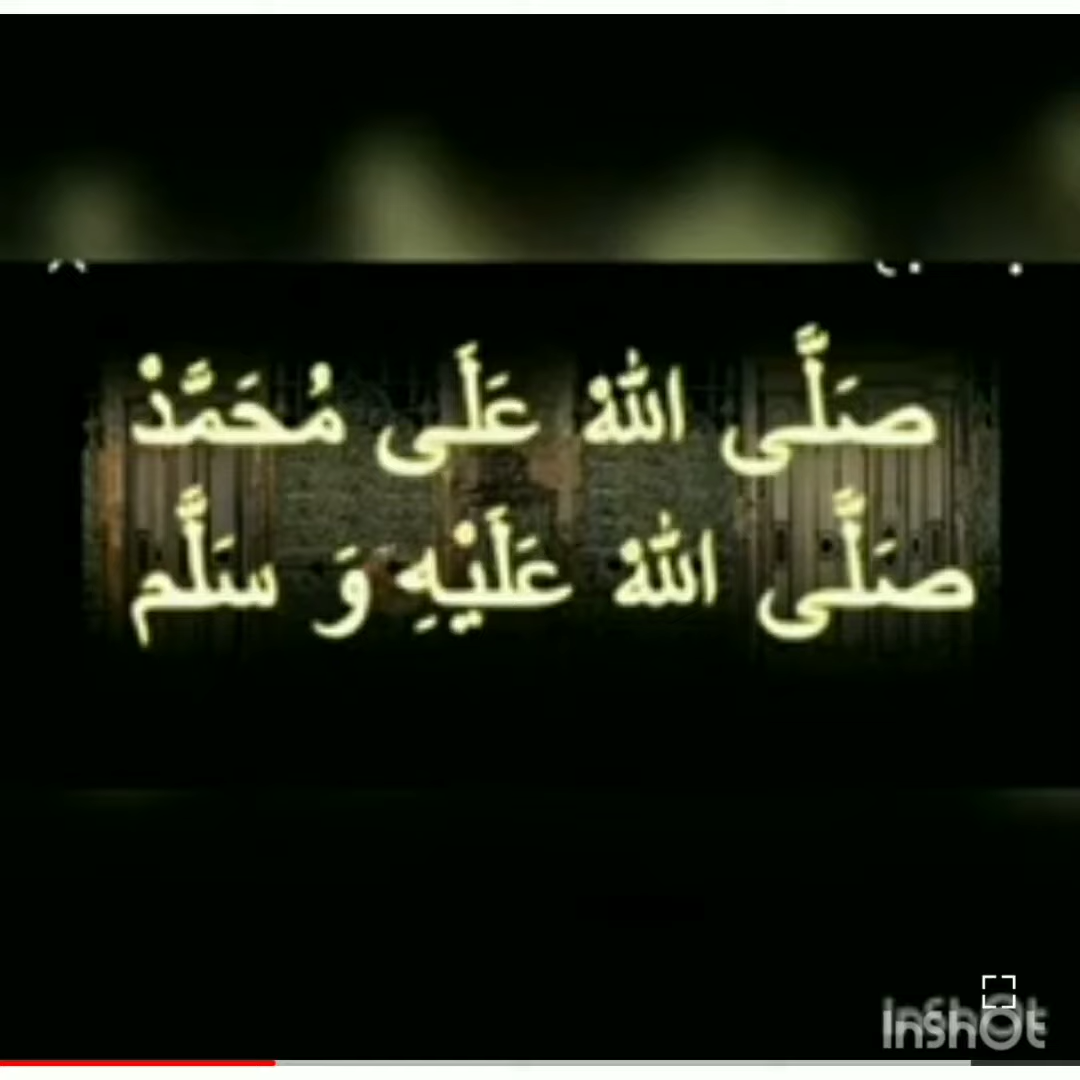 صَلَّى اللهُ عَلَى مُحَمَّدْ
صَلَّى اللهُ عَلَيْهِ وَ سَلَّم
InShOt